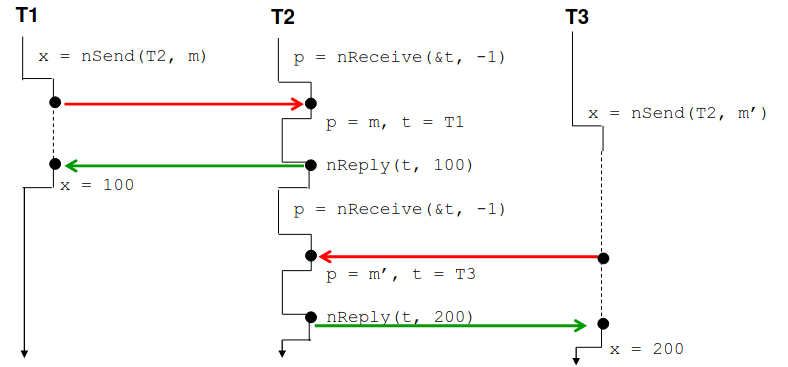 T1 T2 T3
x = nSend(T2, m)
p = nReceive(&t, -1)
x = nSend(T2, m’)
p = m, t = T1
nReply(t, 100)
x = 100
p = nReceive(&t, -1)
p = m’, t = T3
nReply(t, 200)
x = 200